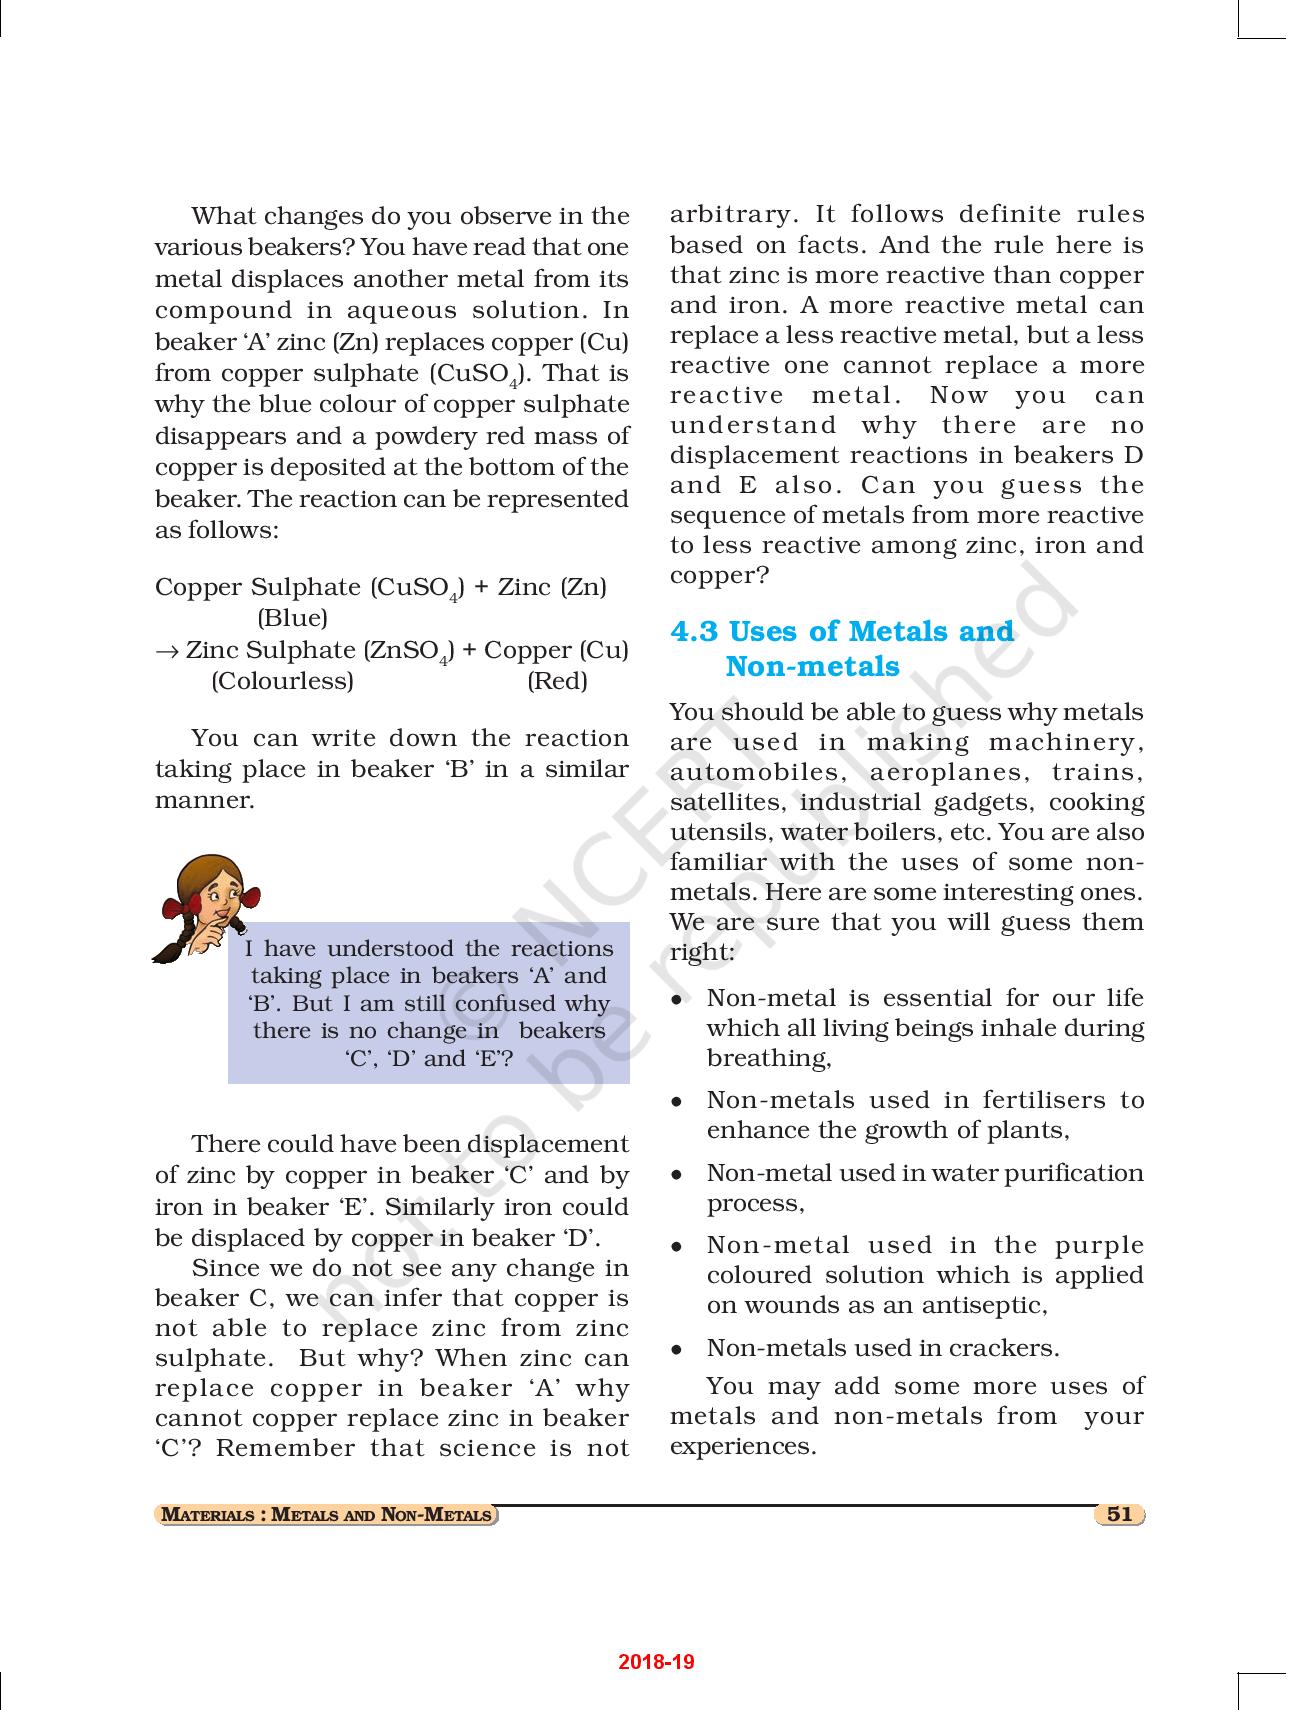 What changes do you observe in the
various beakers? You have read that one
metal displaces another metal from its
compound in aqueous solution. In
beaker ‘A’ zinc (Zn) replaces copper (Cu)
from copper sulphate (CuSO4). That is
why the blue colour of copper sulphate
disappears and a powdery red mass of
copper is deposited at the bottom of the
beaker. The reaction can be represented
as follows:
Copper Sulphate (CuSO4) + Zinc (Zn)
(Blue)
→ Zinc Sulphate (ZnSO4) + Copper (Cu)
(Colourless) (Red)
You can write down the reaction
taking place in beaker ‘B’ in a similar
manner.
I have understood the reactions
taking place in beakers ‘A’ and
‘B’. But I am still confused why
there is no change in beakers
‘C’, ‘D’ and ‘E’?
There could have been displacement
of zinc by copper in beaker ‘C’ and by
iron in beaker ‘E’. Similarly iron could
be displaced by copper in beaker ‘D’.
Since we do not see any change in
beaker C, we can infer that copper is
not able to replace zinc from zinc
sulphate. But why? When zinc can
replace copper in beaker ‘A’ why
cannot copper replace zinc in beaker
‘C’? Remember that science is not
arbitrary. It follows definite rules
based on facts. And the rule here is
that zinc is more reactive than copper
and iron. A more reactive metal can
replace a less reactive metal, but a less
reactive one cannot replace a more
reactive metal. Now you can
understand why there are no
displacement reactions in beakers D
and E also. Can you guess the
sequence of metals from more reactive
to less reactive among zinc, iron and
copper?
4.3 Uses of Metals and
Non-metals
You should be able to guess why metals
are used in making machinery,
automobiles, aeroplanes, trains,
satellites, industrial gadgets, cooking
utensils, water boilers, etc. You are also
familiar with the uses of some non-
metals. Here are some interesting ones.
We are sure that you will guess them
right:
● Non-metal is essential for our life
which all living beings inhale during
breathing,
● Non-metals used in fertilisers to
enhance the growth of plants,
● Non-metal used in water purification
process,
● Non-metal used in the purple
coloured solution which is applied
on wounds as an antiseptic,
● Non-metals used in crackers.
You may add some more uses of
metals and non-metals from your
experiences.
© NCERT
not to be republished
MATERIALS : METALS AND NON-METALS
51
2018-19